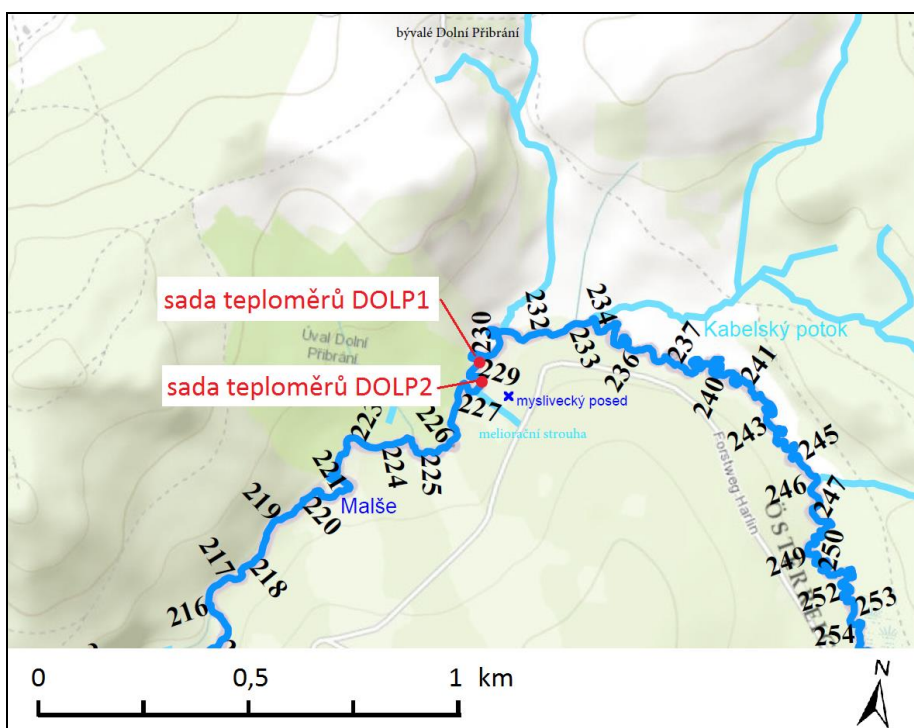 bývalé Dolní Přibrání
sada teploměrů DOLP1
Úval Dolní
Přibrání
sada teploměrů DOLP2
230
232
233
234
236
237
Kabelský potok
240
241
229
227
myslivecký posed
meliorační strouha
226
225
224
223
221
220
219
Malše
218
217
216
243
245
246
247
Forstweg Harlin
249
250
252
253
254
0
0,5
1 km
N